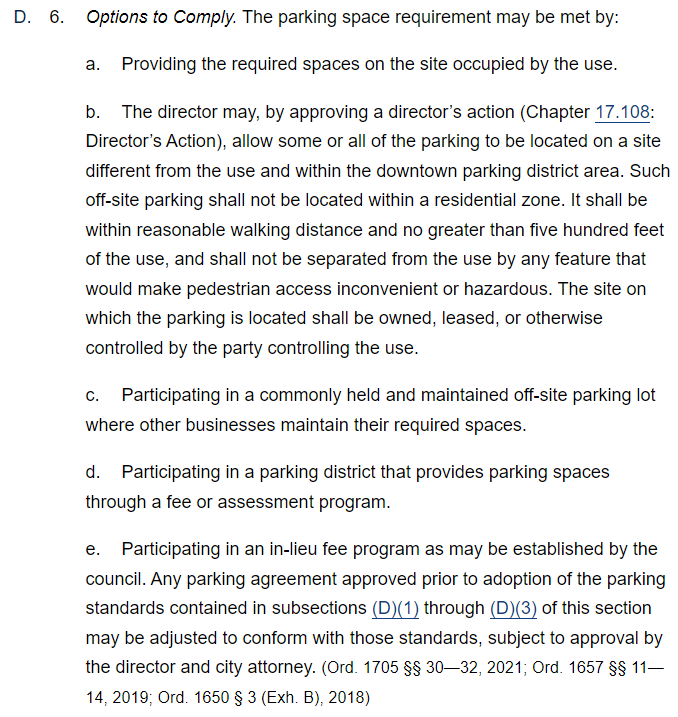 D. 6. Options to Comply. The parking space requirement may be met by:
a. Providing the required spaces on the site occupied by the use.
b. The director may, by approving a director’s action (Chapter 17.108:
Director’s Action), allow some or all of the parking to be located on a site
different from the use and within the downtown parking district area. Such
off-site parking shall not be located within a residential zone. It shall be
within reasonable walking distance and no greater than five hundred feet
of the use, and shall not be separated from the use by any feature that
would make pedestrian access inconvenient or hazardous. The site on
which the parking is located shall be owned, leased, or otherwise
controlled by the party controlling the use.
c. Participating in a commonly held and maintained off-site parking lot
where other businesses maintain their required spaces.
d. Participating in a parking district that provides parking spaces
through a fee or assessment program.
e. Participating in an in-lieu fee program as may be established by the
council. Any parking agreement approved prior to adoption of the parking
standards contained in subsections (D)(1) through (D)(3) of this section
may be adjusted to conform with those standards, subject to approval by
the director and city attorney. (Ord. 1705 §§ 30—32, 2021; Ord. 1657 §§ 11—
14, 2019; Ord. 1650 § 3 (Exh. B), 2018)